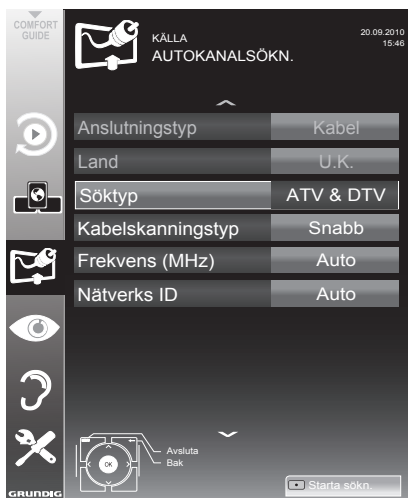 COMFORT
GUIDE
KÄLLA
AUTOKANALSÖKN.
20.09.2010
15:46
Anslutningstyp Kabel
Land U.K.
Söktyp ATV & DTV
Kabelskanningstyp Snabb
Frekvens (MHz) Auto
Nätverks ID Auto
Avsluta
Bak
OK
Starta sökn.
GRUNDIG